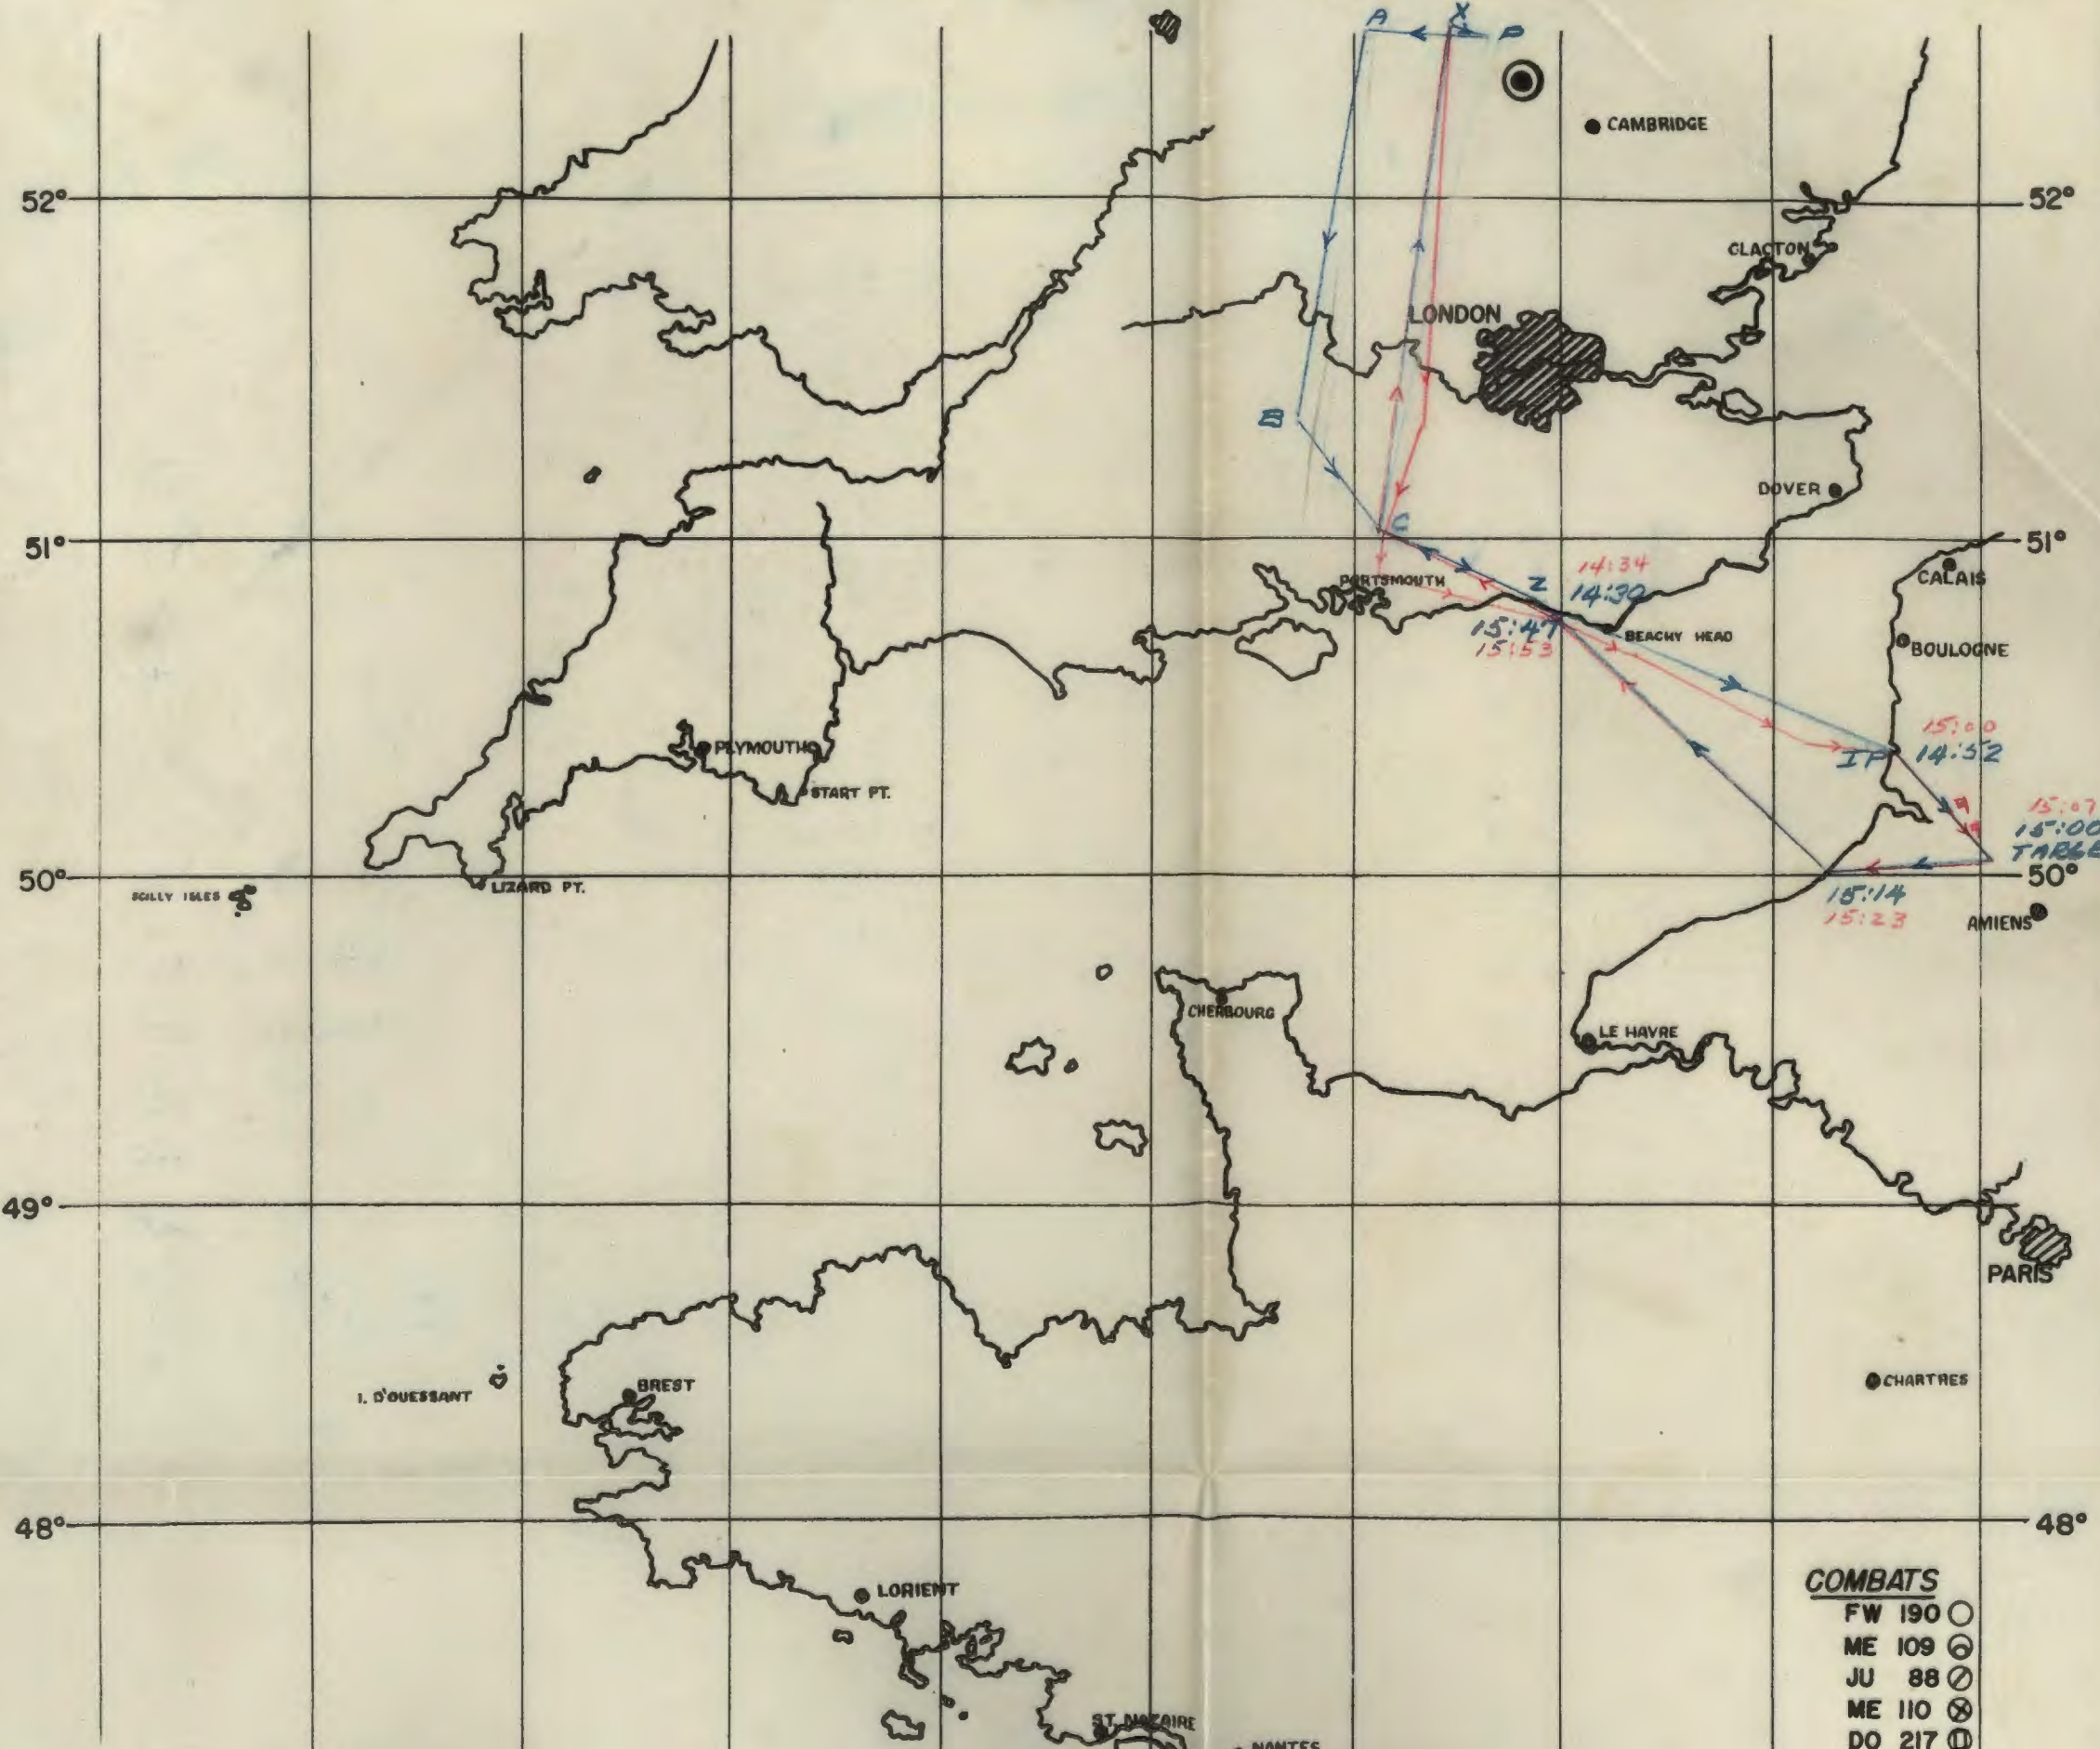 A X P
CAMBRIDGE
52° 52°
CLACTON
LONDON
B
DOVER
C
51° 51°
CALAIS
PORTSMOUTH
Z
14:34
14:30
15:47
15:53
BEACHY HEAD
BOULOGNE
PLYMOUTH
START PT.
15:00
IP 14:52
15:07
15:00
TARGE
50° 50°
LIZARD PT.
SCILLY ISLES
15:14
15:23
AMIENS
CHERBOURG
LE HAVRE
49°
PARIS
I. D'OUESSANT
BREST
CHARTRES
48° 48°
LORIENT
COMBATS
FW 190
ME 109
JU 88
ME 110
DO 217
ST. NAZAIRE
NANTES